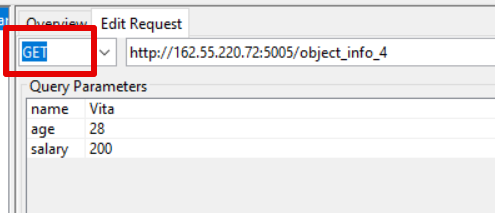 ar Overview Edit Request
GET http://162.55.220.72:5005/object_info_4
Query Parameters
name Vita
age 28
salary 200